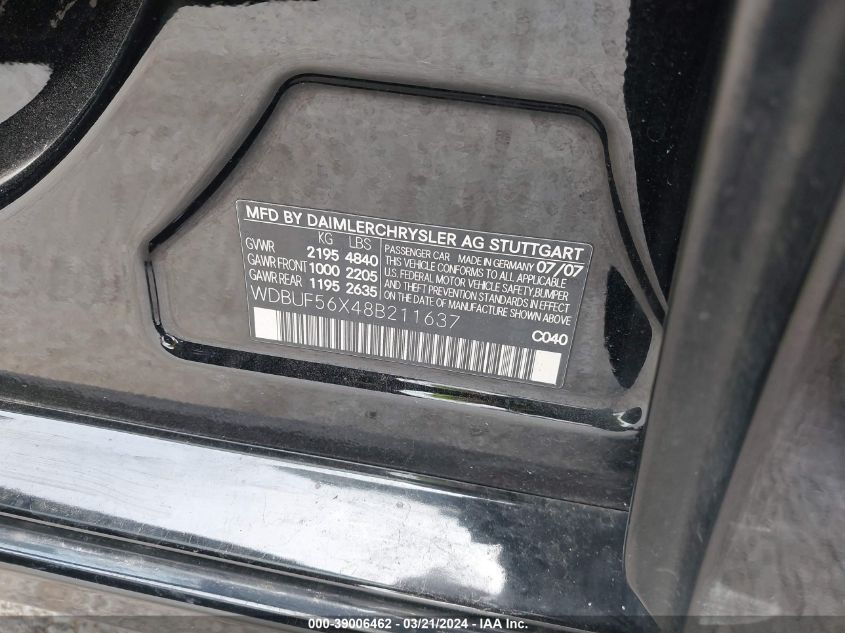 MFD BY DAIMLERCHRYSLER AG STUTTGART
KG LBS
GVWR 2195 4840
GAWR FRONT 1000 2205
GAWR REAR 1195 2635
PASSENGER CAR MADE IN GERMANY 07/07
THIS VEHICLE CONFORMS TO ALL APPLICABLE
U.S. FEDERAL MOTOR VEHICLE SAFETY, BUMPER
AND THEFT PREVENTION STANDARDS IN EFFECT
ON THE DATE OF MANUFACTURE SHOWN ABOVE
WDBUF56X48B211637
C040
000-39006462 - 03/21/2024 - IAAI.COM